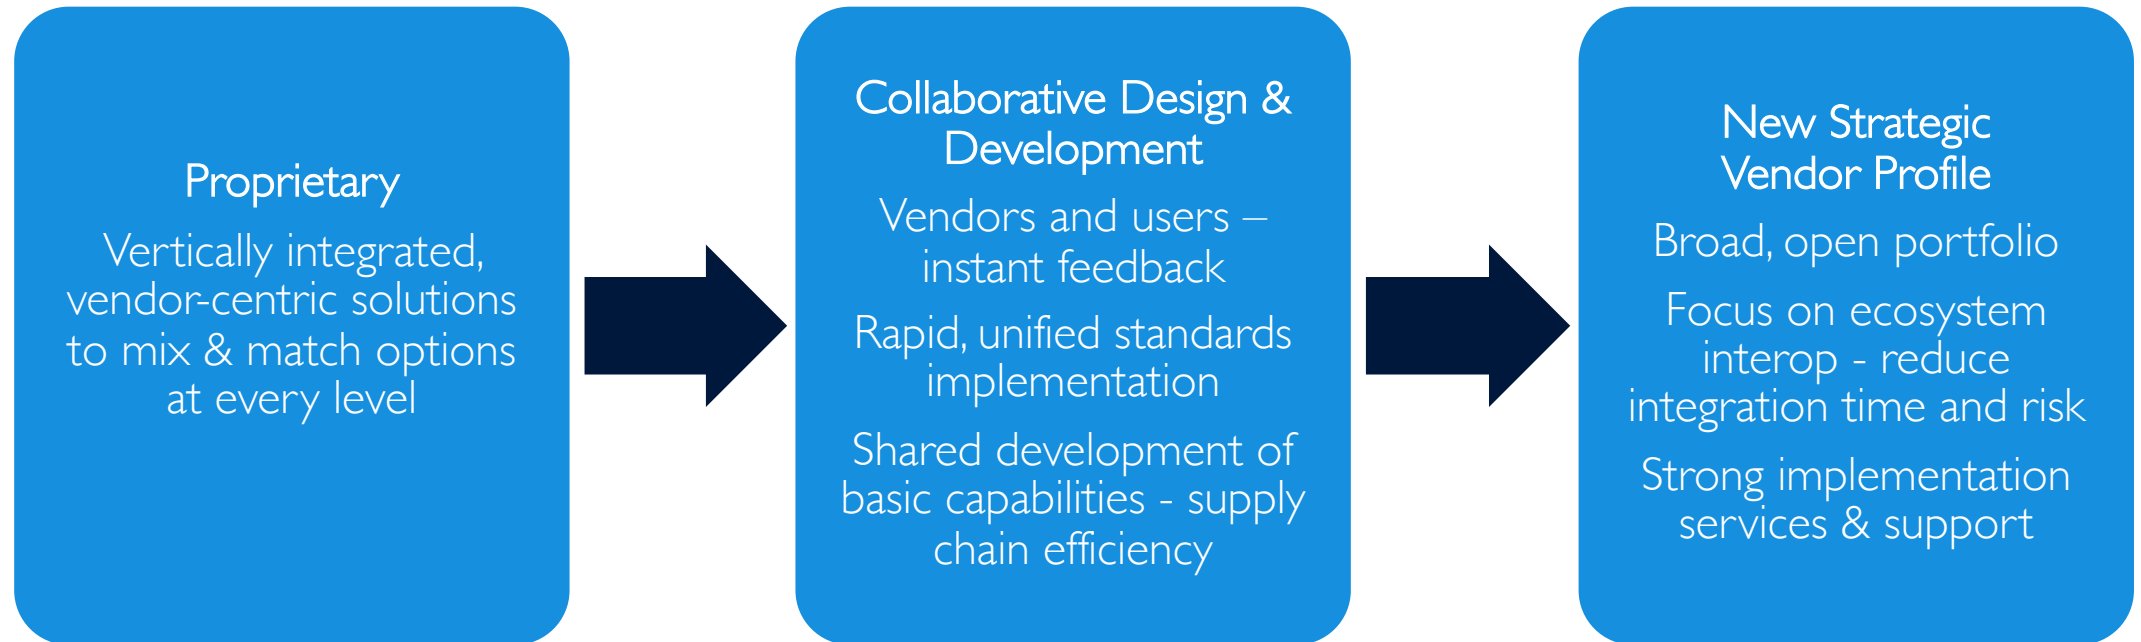 Proprietary
Vertically integrated,
vendor-centric solutions
to mix & match options
at every level
Collaborative Design &
Development
Vendors and users –
instant feedback
Rapid, unified standards
implementation
Shared development of
basic capabilities - supply
chain efficiency
New Strategic
Vendor Profile
Broad, open portfolio
Focus on ecosystem
interop - reduce
integration time and risk
Strong implementation
services & support